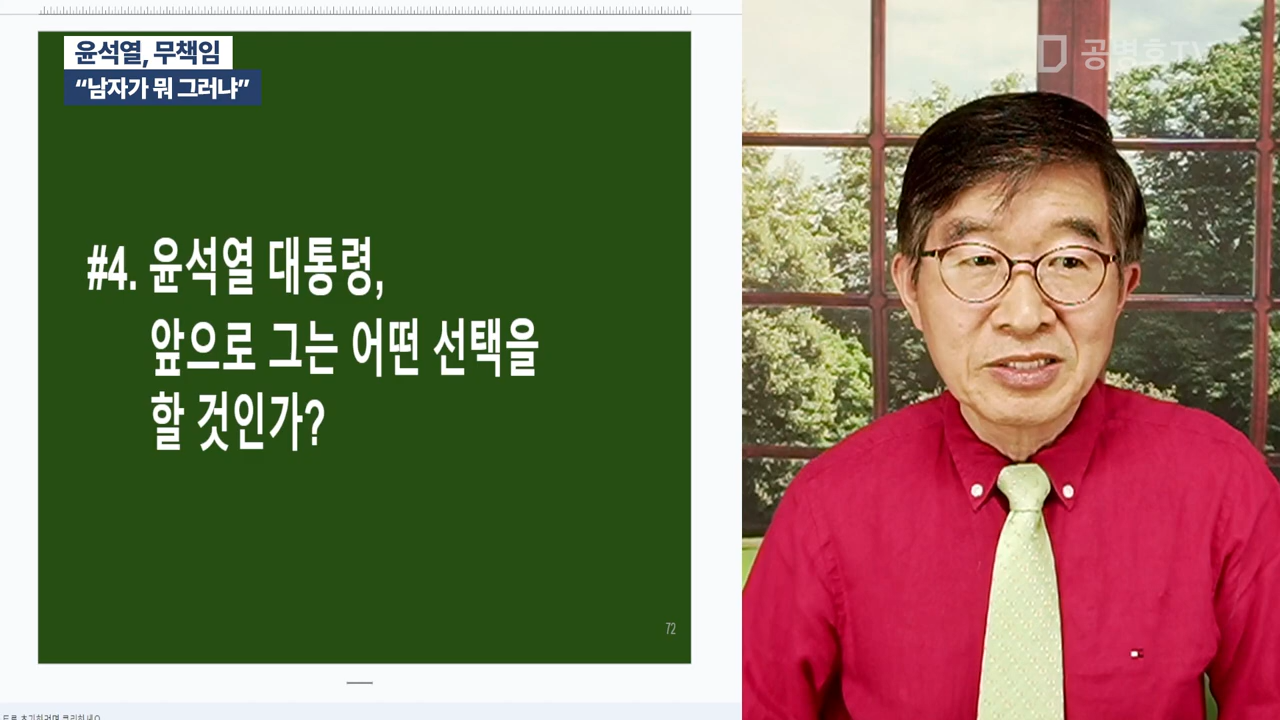 윤석열, 무책임
“남자가 뭐 그러냐”
공병호TV
#4. 윤석열 대통령,
앞으로 그는 어떤 선택을
할 것인가?
72